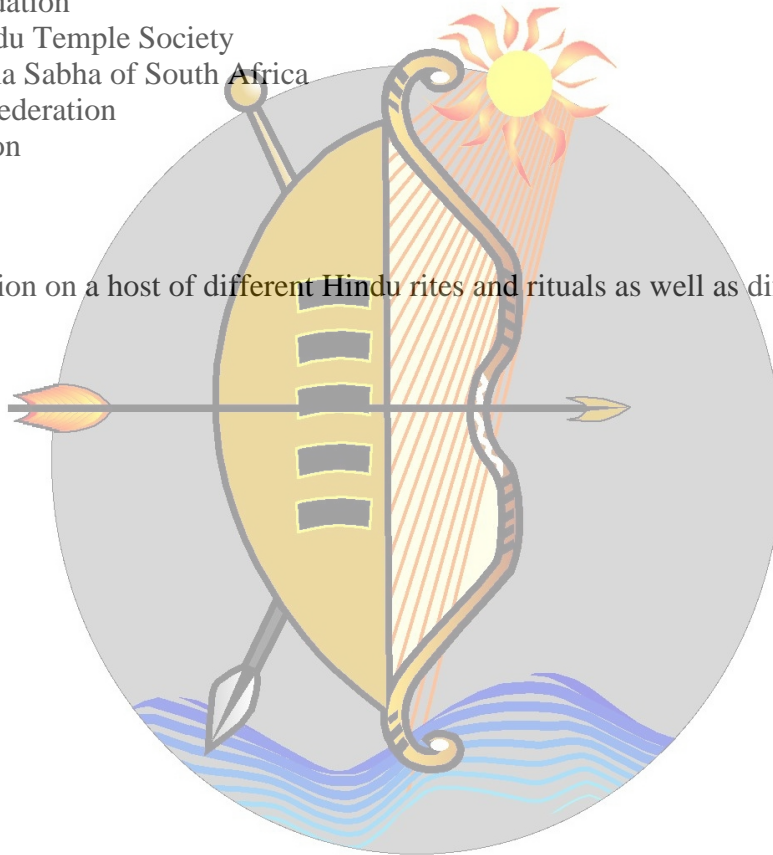 dation
du Temple Society
a Sabha of South Africa
ederation
on
ion on a host of different Hindu rites and rituals as well as di